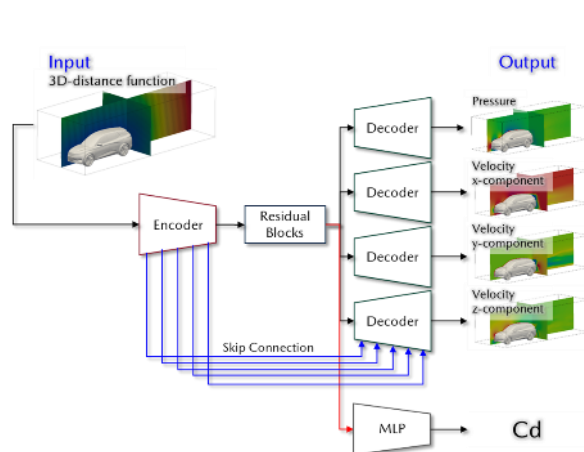 Input
3D-distance function
Output
Pressure
Decoder
Velocity
x-component
Decoder
Encoder
Residual
Blocks
Velocity
y-component
Decoder
Velocity
z-component
Decoder
Skip Connection
MLP
Cd